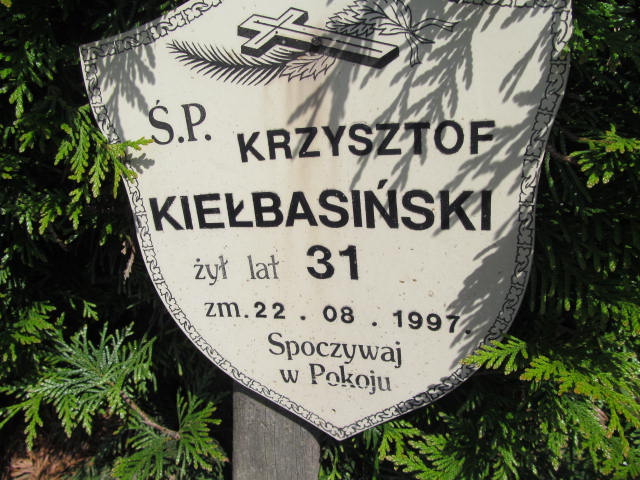 Ś.P. KRZYSZTOF
KIEŁBASIŃSKI
żył lat 31
zm. 22. 08. 1997.
Spoczywaj
w Pokoju